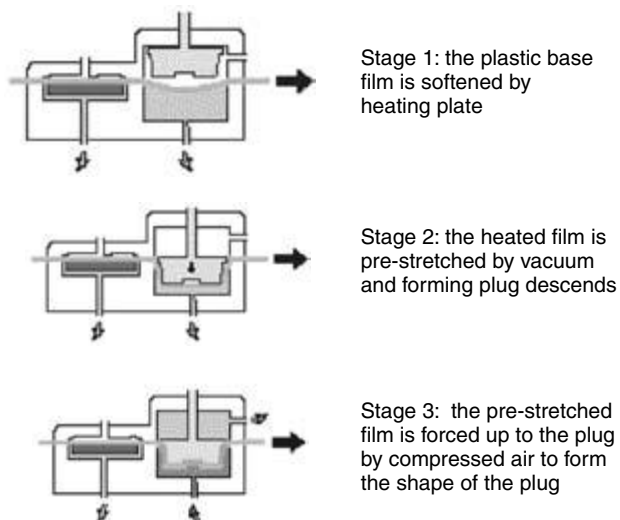 Stage 1: the plastic base
film is softened by
heating plate
Stage 2: the heated film is
pre-stretched by vacuum
and forming plug descends
Stage 3:  the pre-stretched
film is forced up to the plug
by compressed air to form
the shape of the plug